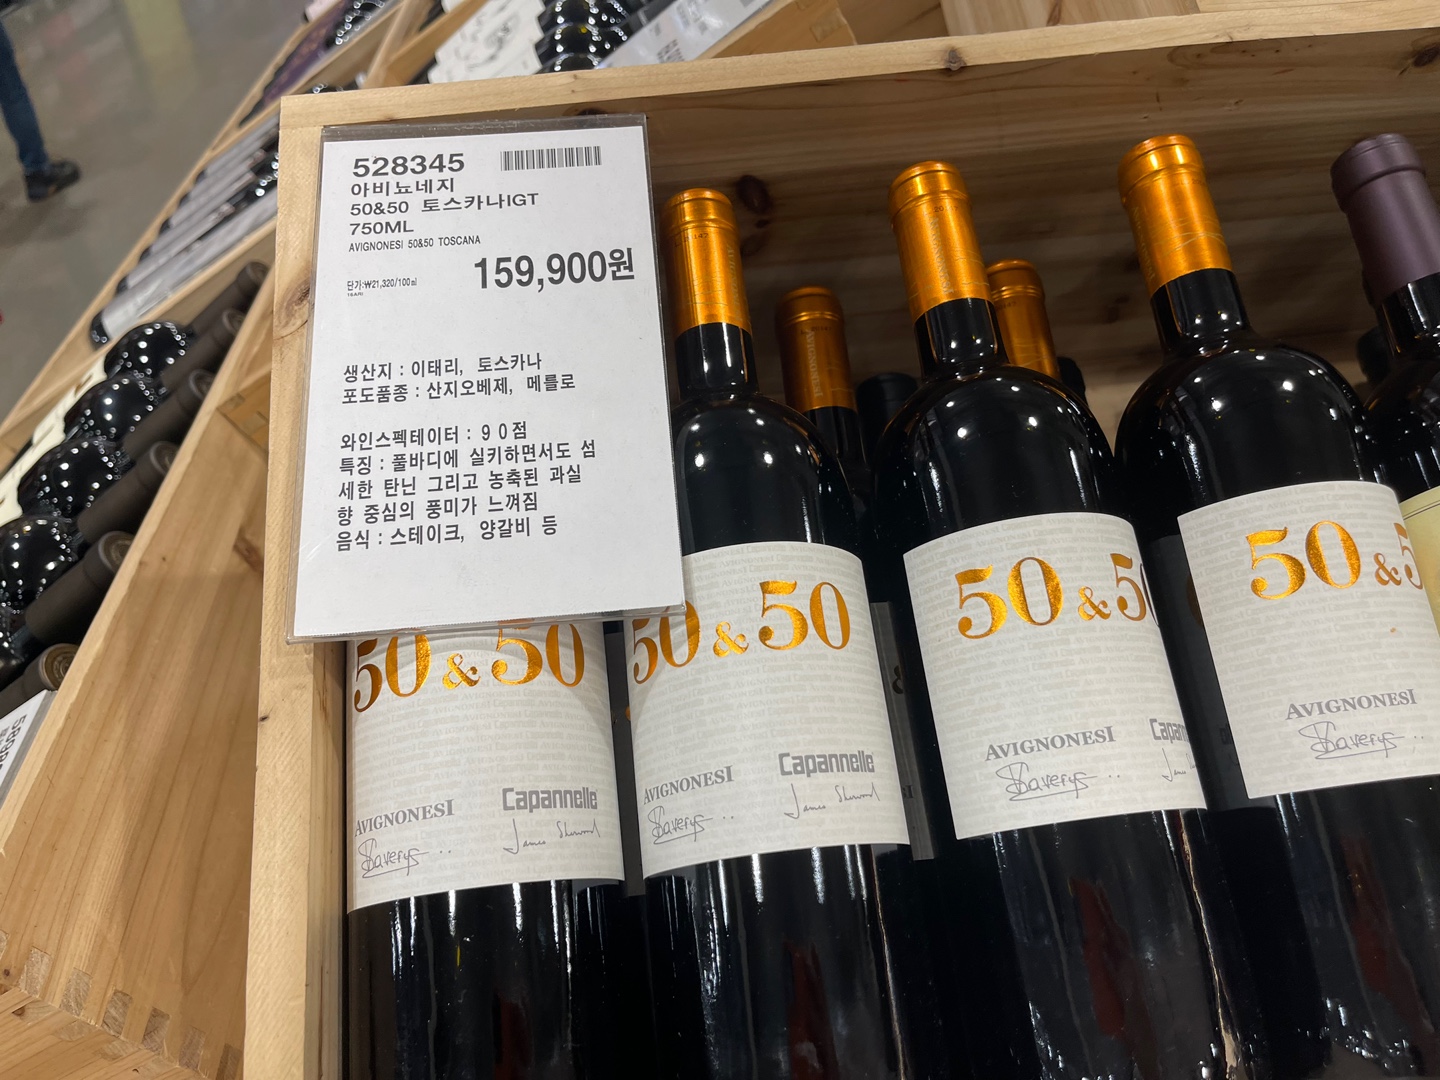 528345
아비뇨네지
50&50 토스카나IGT
750ML
AVIGNONESI 50&50 TOSCANA
159,900원
단가:₩21,320/100㎖
생산지 : 이태리, 토스카나
포도품종 : 산지오베제, 메를로
와인스펙테이터 : 90점
특징 : 풀바디에 실키하면서도 섬
세한 탄닌 그리고 농축된 과실
향 중심의 풍미가 느껴짐
음식 : 스테이크, 양갈비 등
50&50
AVIGNONESI
Capannelle
50&50
AVIGNONESI
Capannelle
50&50
AVIGNONESI
50&5
AVIGNONESI